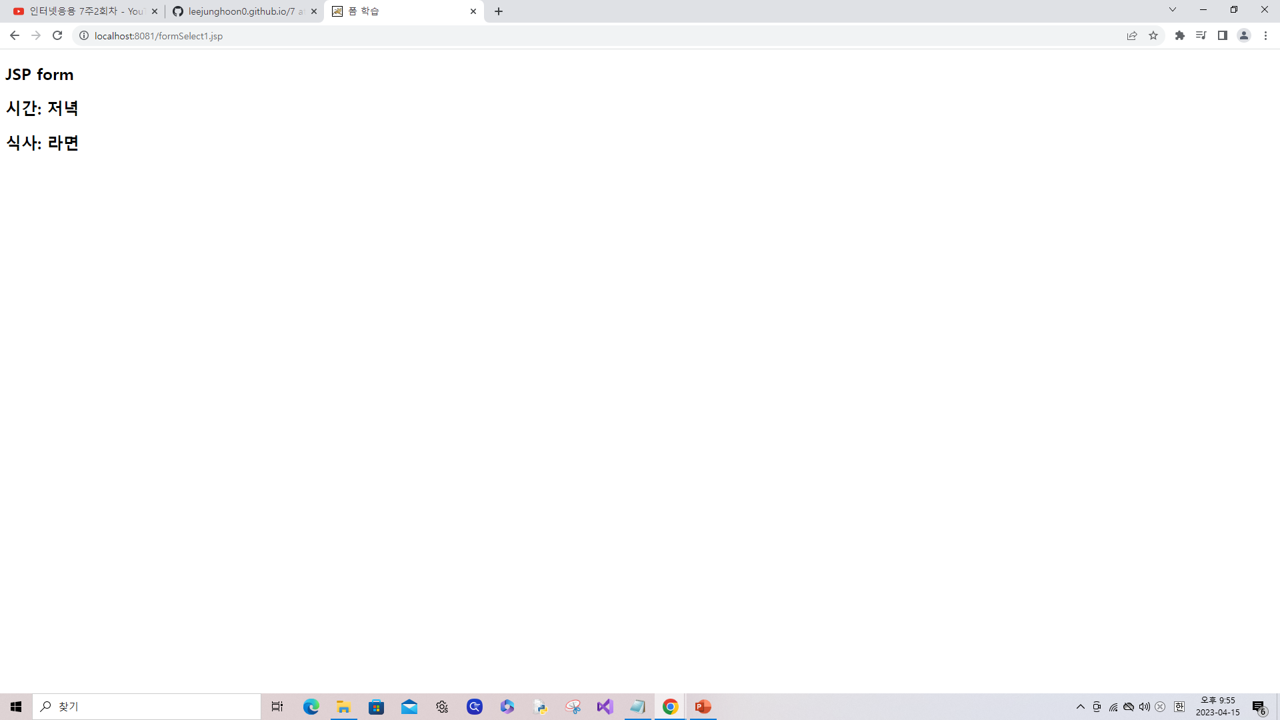 인터넷응용 7주2회차 - You
leejunghoon0.github.io/7 a
폼 학습
localhost:8081/formSelect1.jsp
JSP form
시간: 저녁
식사: 라면
찾기
한
오후 9:55
2023-04-15
6